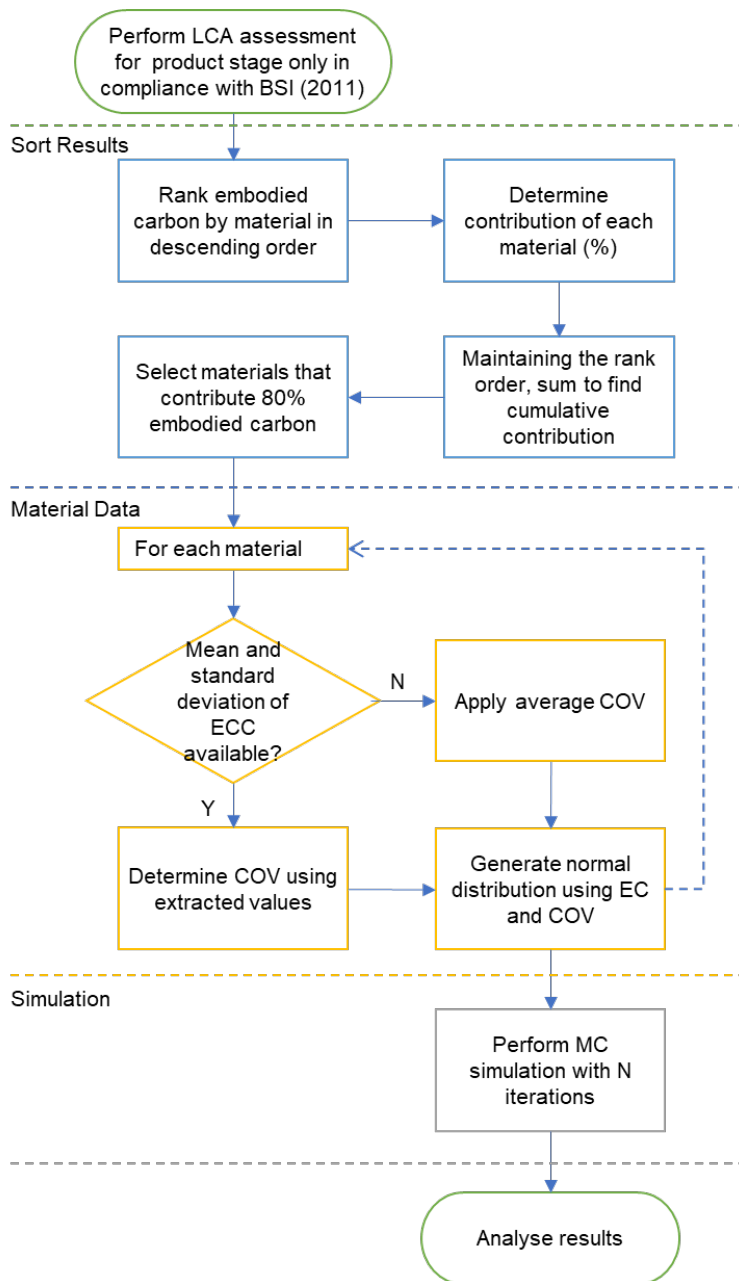 Perform LCA assessment
for product stage only in
compliance with BSI (2011)
Sort Results
Rank embodied
carbon by material in
descending order
Determine
contribution of each
material (%)
Select materials that
contribute 80%
embodied carbon
Maintaining the rank
order, sum to find
cumulative
contribution
Material Data
For each material
Mean and
standard
deviation of
ECC
available?
N
Apply average COV
Y
Determine COV using
extracted values
Generate normal
distribution using EC
and COV
Simulation
Perform MC
simulation with N
iterations
Analyse results